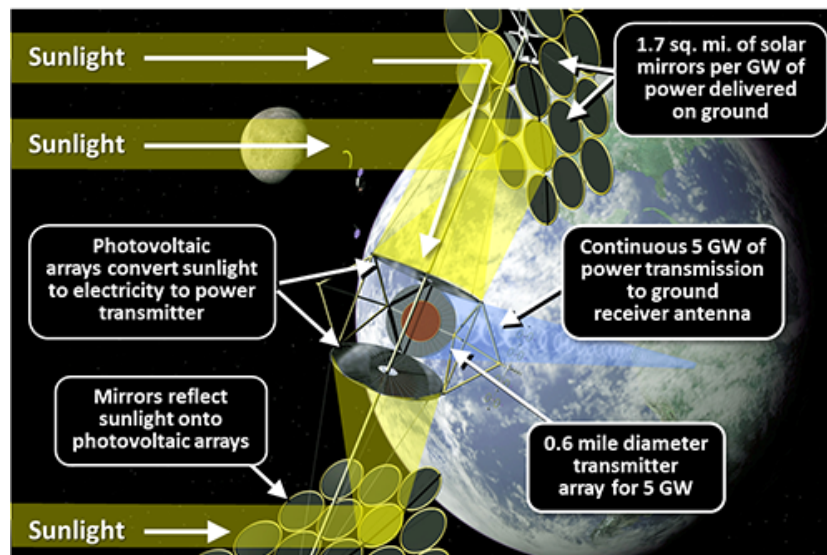 Sunlight
1.7 sq. mi. of solar
mirrors per GW of
power delivered
on ground
Sunlight
Photovoltaic
arrays convert sunlight
to electricity to power
transmitter
Continuous 5 GW of
power transmission
to ground
receiver antenna
Mirrors reflect
sunlight onto
photovoltaic arrays
0.6 mile diameter
transmitter
array for 5 GW
Sunlight